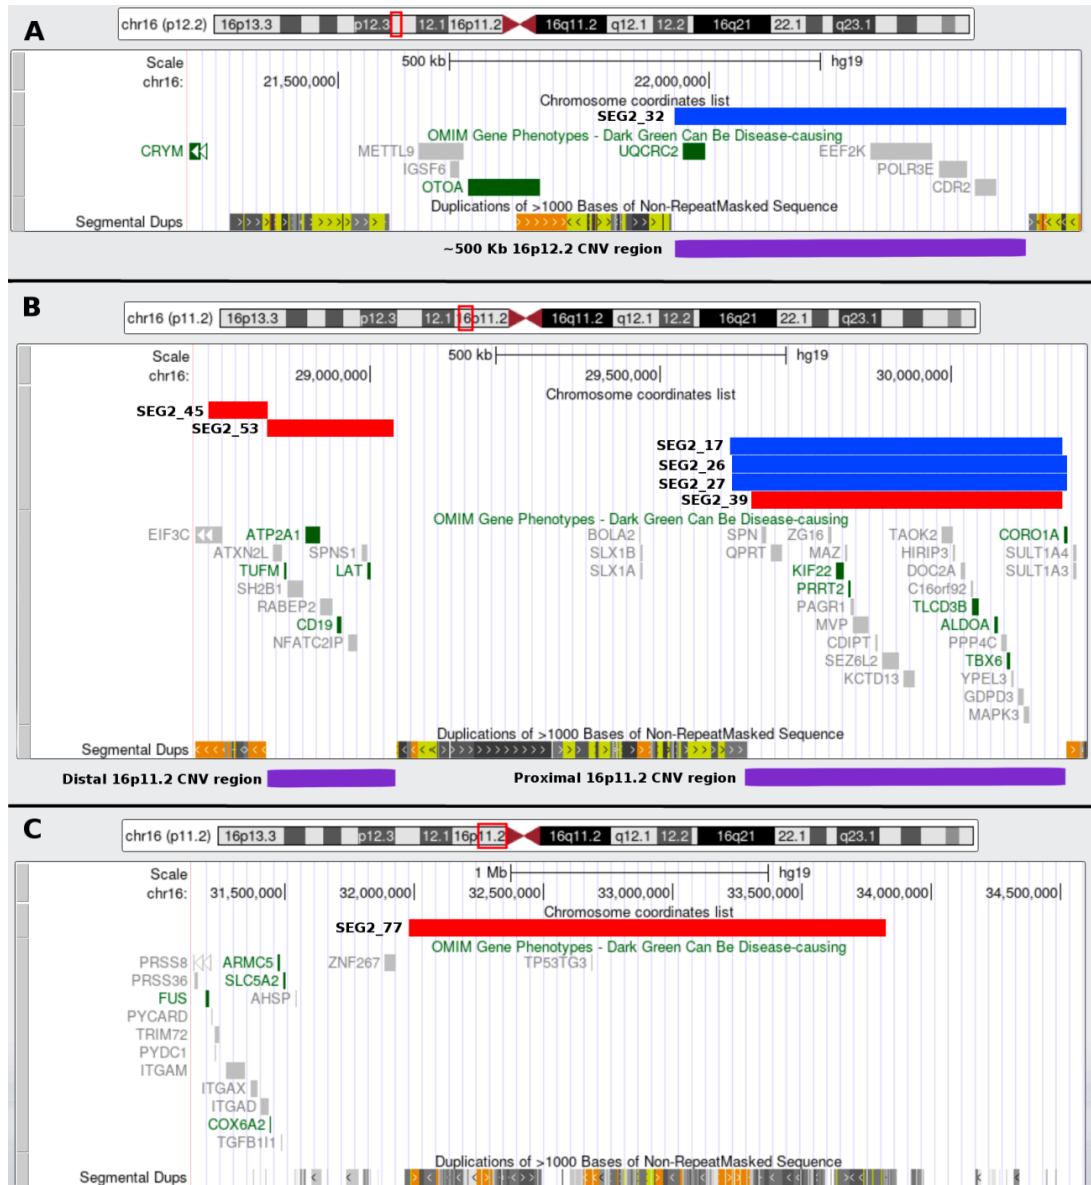 A
chr16 (p12.2) 16p13.3 p12.3 12.1 16p11.2 16q11.2 q12.1 12.2 16q21 22.1 q23.1
Scale 500 kb hg19
chr16: 21,500,000 22,000,000
Chromosome coordinates list
SEG2_32
OMIM Gene Phenotypes - Dark Green Can Be Disease-causing
CRYM METTL9 UQCRC2 EEF2K
IGSF6 POLR3E
OTOA CDR2
Duplications of >1000 Bases of Non-RepeatMasked Sequence
Segmental Dups
~500 Kb 16p12.2 CNV region
B
chr16 (p11.2) 16p13.3 p12.3 12.1 16p11.2 16q11.2 q12.1 12.2 16q21 22.1 q23.1
Scale 500 kb hg19
chr16: 29,000,000 29,500,000 30,000,000
Chromosome coordinates list
SEG2_45
SEG2_53
SEG2_17
SEG2_26
SEG2_27
SEG2_39
OMIM Gene Phenotypes - Dark Green Can Be Disease-causing
EIF3C ATP2A1 BOLA2 SPN ZG16 TAOK2 CORO1A
ATXN2L SPNS1 SLX1B QPRT MAZ HIRIP3 SULT1A4
TUFM LAT SLX1A KIF22 DOC2A SULT1A3
SH2B1 PRRT2 C16orf92
RABEP2 PAGR1 TLCD3B
CD19 MVP ALDOA
NFATC2IP CDIPT PPP4C
SEZ6L2 TBX6
KCTD13 YPEL3
GDPD3
MAPK3
Duplications of >1000 Bases of Non-RepeatMasked Sequence
Segmental Dups
Distal 16p11.2 CNV region Proximal 16p11.2 CNV region
C
chr16 (p11.2) 16p13.3 p12.3 12.1 16p11.2 16q11.2 q12.1 12.2 16q21 22.1 q23.1
Scale 1 Mb hg19
chr16: 31,500,000 32,000,000 32,500,000 33,000,000 33,500,000 34,000,000 34,500,000
Chromosome coordinates list
SEG2_77
OMIM Gene Phenotypes - Dark Green Can Be Disease-causing
PRSS8 ARMC5 ZNF267 TP53TG3
PRSS36 SLC5A2
FUS AHSP
PYCARD
TRIM72
PYDC1
ITGAM
ITGAX
ITGAD
COX6A2
TGFB1I1
Duplications of >1000 Bases of Non-RepeatMasked Sequence
Segmental Dups